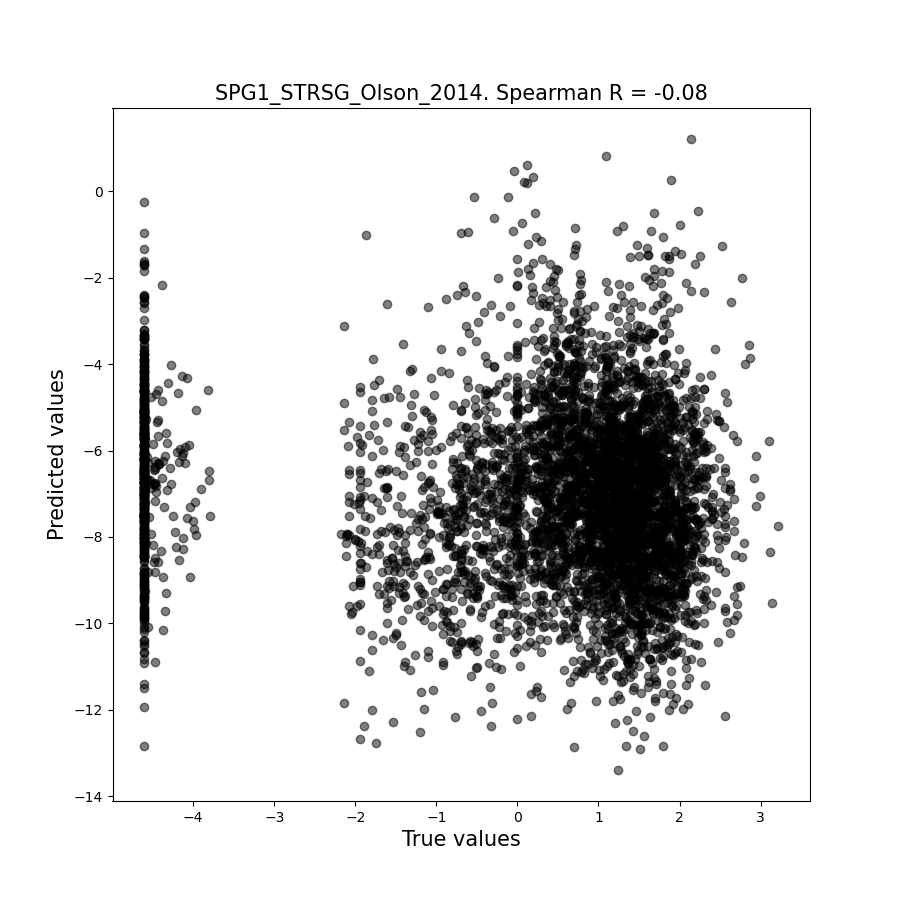 SPG1_STRSG_Olson_2014. Spearman R = -0.08
0
−2
−4
−6
−8
−10
−12
−14
Predicted values
−4 −3 −2 −1 0 1 2 3
True values